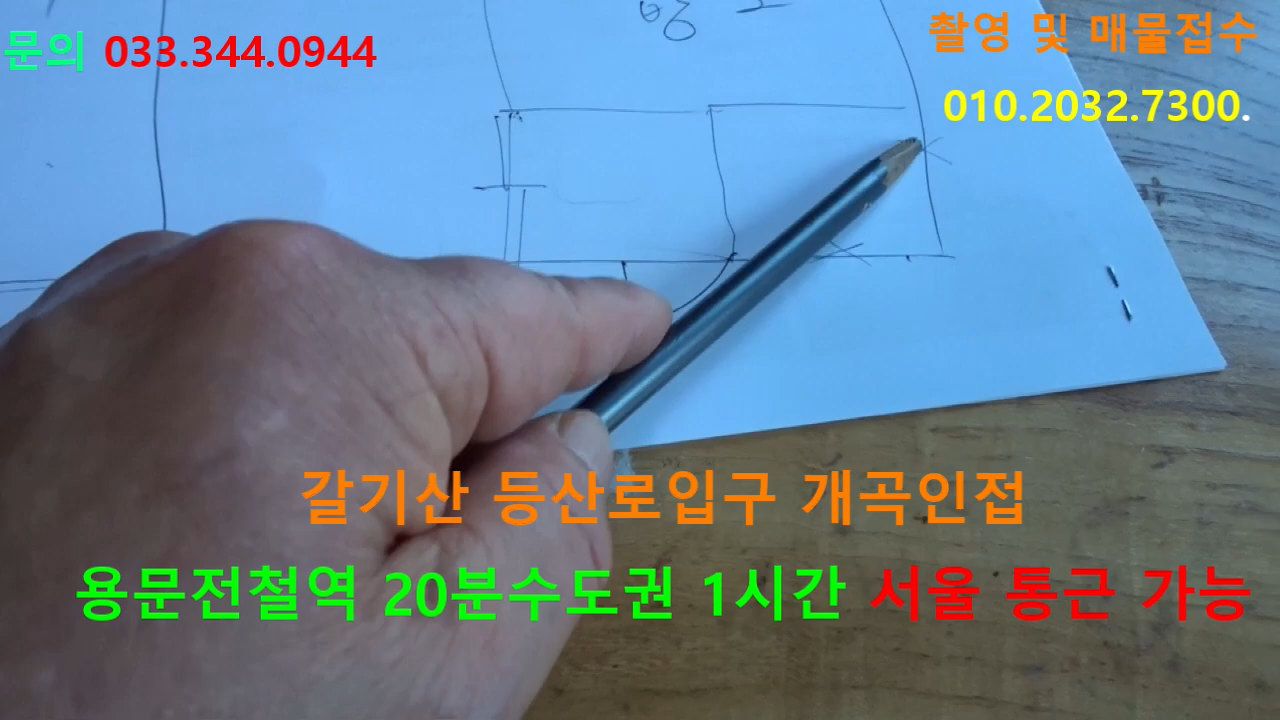 문의 033.344.0944
촬영 및 매물접수
010.2032.7300.
갈기산 등산로입구 개곡인접
용문전철역 20분수도권 1시간 서울 통근 가능